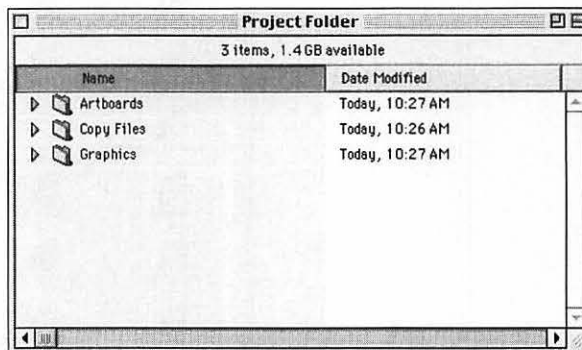 Project Folder
3 items, 1.4 GB available
Name Date Modified
Artboards Today, 10:27 AM
Copy Files Today, 10:26 AM
Graphics Today, 10:27 AM